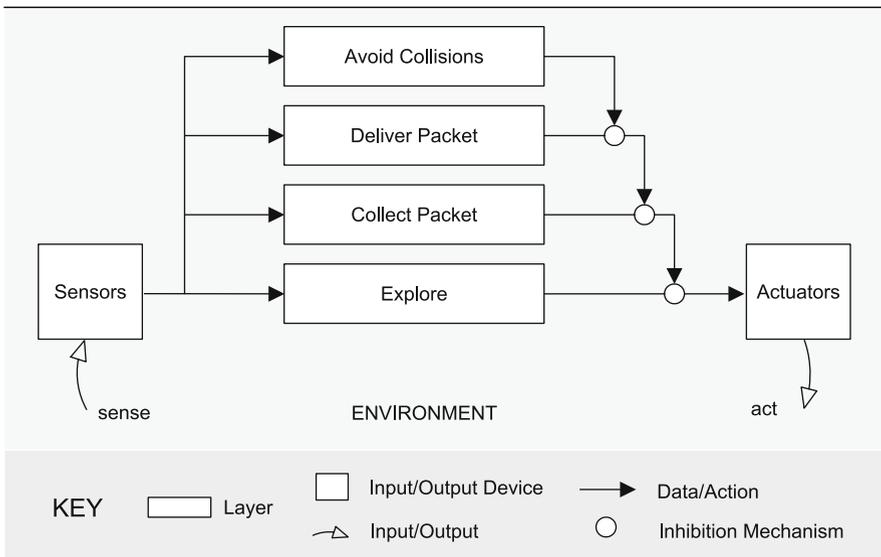 Avoid Collisions
Deliver Packet
Collect Packet
Sensors
Explore
Actuators
sense
ENVIRONMENT
act
KEY
Layer
Input/Output Device
Input/Output
Data/Action
Inhibition Mechanism